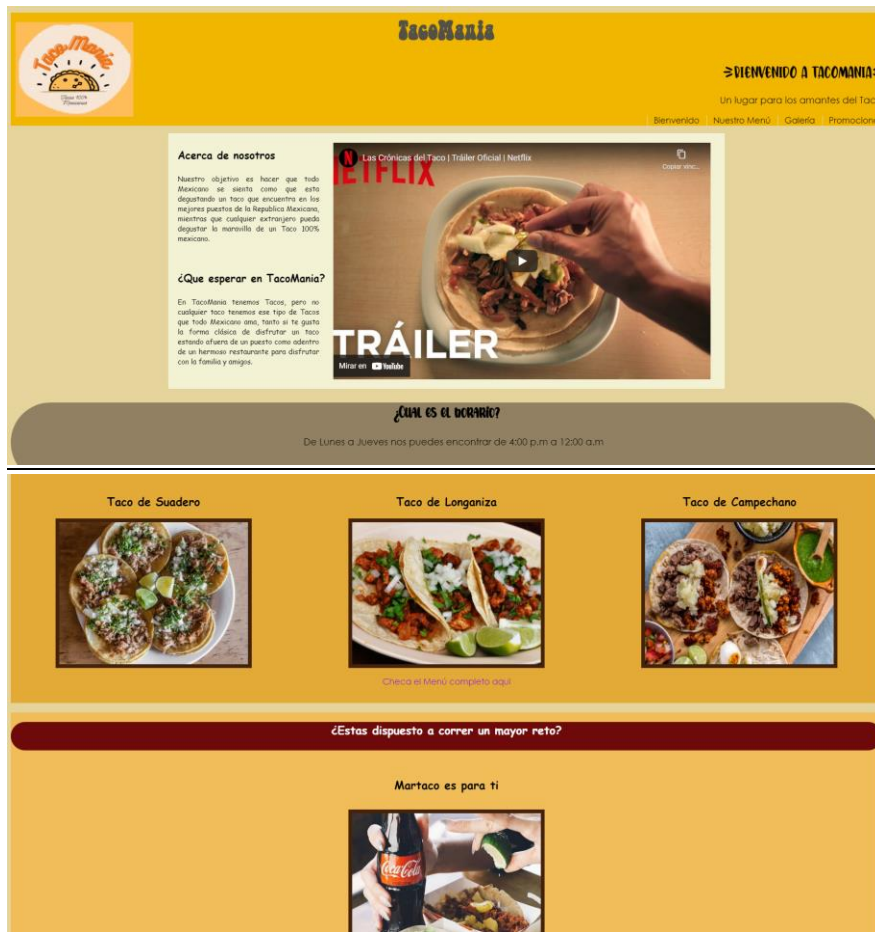 TacoMania
Taco Manía
≥BIENVENIDO A TACOMANIA
Un lugar para los amantes del Tac
Bienvenido Nuestro Menú Galería Promocione
Acerca de nosotros
Nuestro objetivo es hacer que todo
Mexicano se sienta como que esta
degustando un taco que encuentra en los
mejores puestos de la Republica Mexicana,
mientras que cualquier extranjero pueda
degustar la maravilla de un Taco 100%
mexicano.
¿Que esperar en TacoMania?
En TacoMania tenemos Tacos, pero no
cualquier taco tenemos ese tipo de Tacos
que todo Mexicano ama, tanto si te gusta
la forma clásica de disfrutar un taco
estando afuera de un puesto como adentro
de un hermoso restaurante para disfrutar
con la familia y amigos.
N Las Crónicas del Taco | Tráiler Oficial | Netflix
Copiar vínc...
NETFLIX
TRÁILER
Mirar en YouTube
¿CUAL ES EL HORARIO?
De Lunes a Jueves nos puedes encontrar de 4:00 p.m a 12:00 a.m
Taco de Suadero
Taco de Longaniza
Taco de Campechano
Checa el Menú completo aquí
¿Estas dispuesto a correr un mayor reto?
Martaco es para ti
Coca-Cola